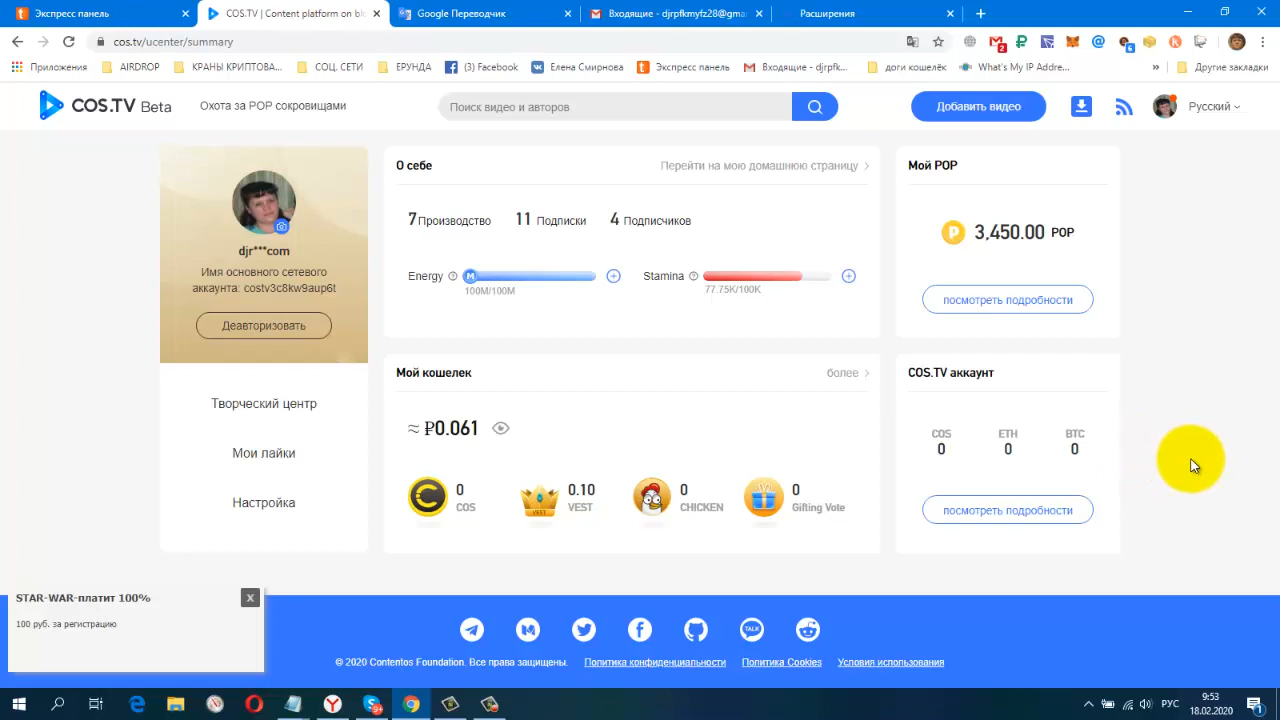 Экспресс панель
COS.TV | Content platform on blo
Google Переводчик
Входящие - djrpfkmyfz28@gma
Расширения
cos.tv/ucenter/summary
2
6
Приложения
AIRDROP
КРАНЫ КРИПТОВА...
СОЦ. СЕТИ
ЕРУНДА
(3) Facebook
Елена Смирнова
Экспресс панель
Входящие - djrpfk...
доги кошелёк
What's My IP Addre...
»
Другие закладки
COS.TV Beta
Охота за POP сокровищами
Поиск видео и авторов
Добавить видео
Русский
djr***com
Имя основного сетевого
аккаунта: costv3c8kw9aup6t
Деавторизовать
Творческий центр
Мои лайки
Настройка
О себе
Перейти на мою домашнюю страницу
7 Производство
11 Подписки
4 Подписчиков
Energy
M
100M/100M
Stamina
77.75K/100K
Мой POP
3,450.00 POP
посмотреть подробности
Мой кошелек
более
≈ ₽0.061
0
COS
0.10
VEST
0
CHICKEN
0
Gifting Vote
COS.TV аккаунт
COS
ETH
BTC
0
0
0
посмотреть подробности
STAR-WAR-платит 100%
X
100 руб. за регистрацию
TALK
© 2020 Contentos Foundation. Все права защищены.
Политика конфиденциальности
Политика Cookies
Условия использования
РУС
9:53
18.02.2020